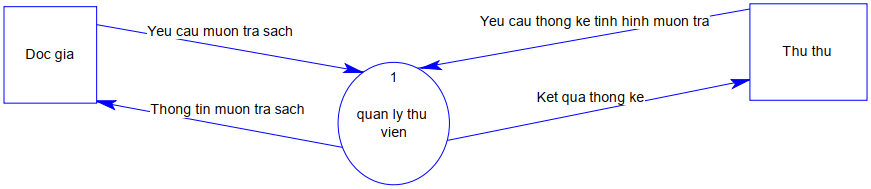 Yeu cau muon tra sach
Yeu cau thong ke tinh hinh muon tra
Doc gia
Thu thu
1
Thong tin muon tra sach
Ket qua thong ke
quan ly thu
vien